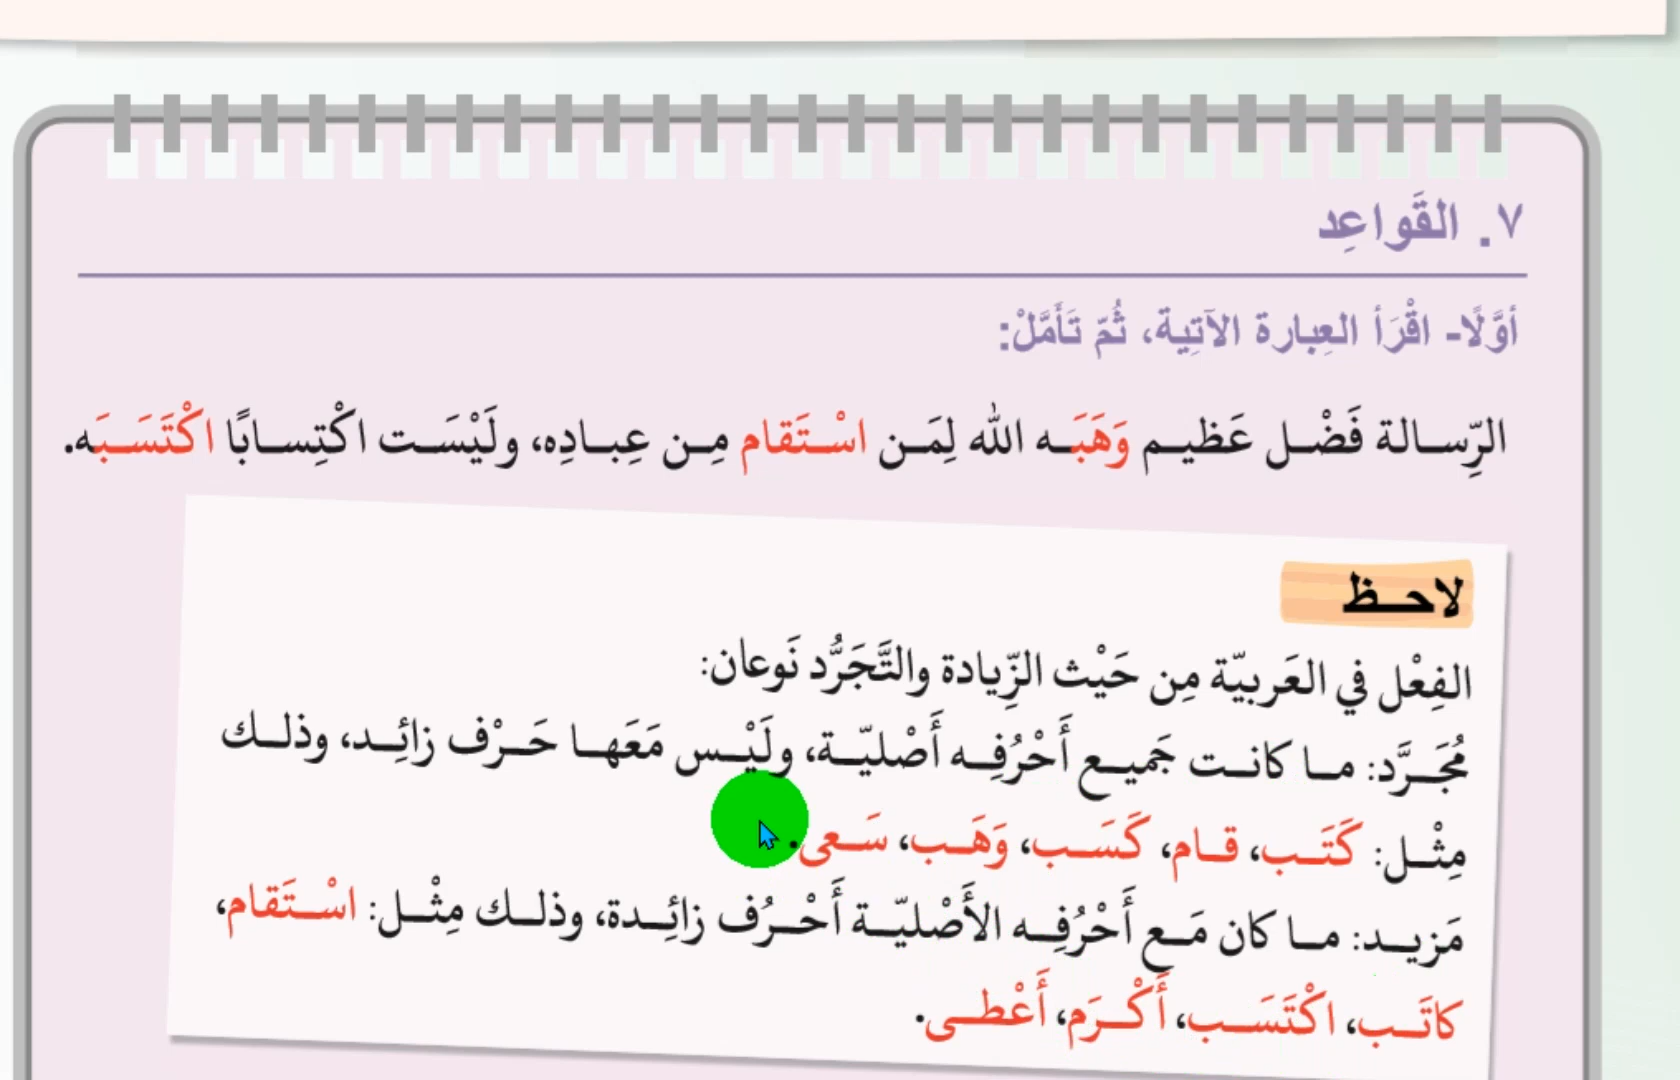 ٧. القَواعِد
أوَّلًا- اقْرَأ العِبارة الآتِية، ثُمّ تَأَمَّلْ:
الرِّسالة فَضْل عَظيم وَهَبَه الله لِمَن اسْتَقام مِن عِبادِه، ولَيْسَت اكْتِسابًا اكْتَسَبَه.
لاحظ
الفِعْل في العَربيّة مِن حَيْث الزِّيادة والتَّجَرُّد نَوعان:
مُجَرَّد: ما كانت جَميع أَحْرُفِه أَصْليّة، ولَيْس مَعَها حَرْف زائِد، وذلك
مِثْل: كَتَب، قام، كَسَب، وَهَب، سَعى.
مَزيد: ما كان مَع أَحْرُفِه الأَصْليّة أَحْرُف زائِدة، وذلك مِثْل: اسْتَقام،
كاتَب، اكْتَسَب، أَكْرَم، أَعْطى.